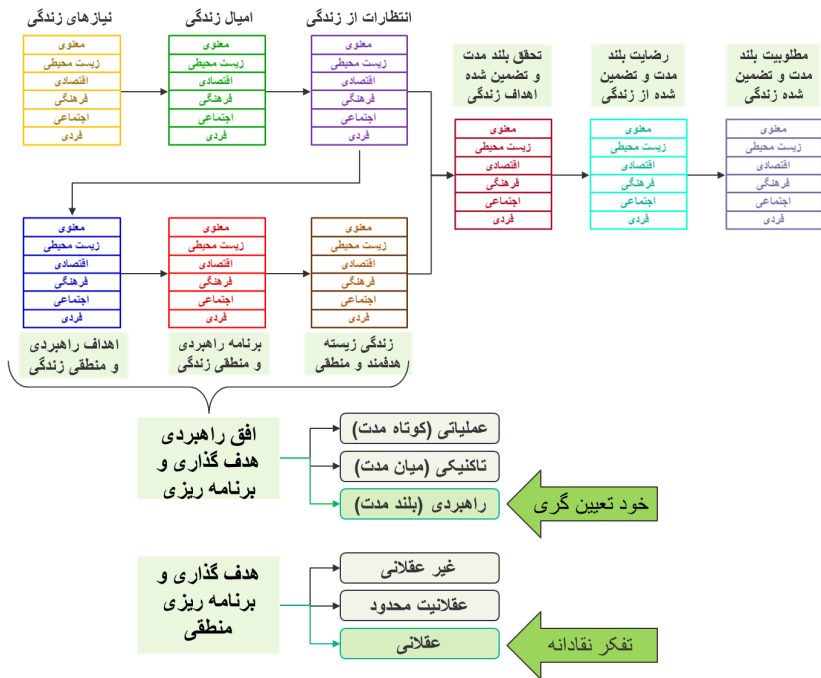 نیازهای زندگی
امیال زندگی
انتظارات از زندگی
معنوی
زیست محیطی
اقتصادی
فرهنگی
اجتماعی
فردی
معنوی
زیست محیطی
اقتصادی
فرهنگی
اجتماعی
فردی
معنوی
زیست محیطی
اقتصادی
فرهنگی
اجتماعی
فردی
تحقق بلند مدت
و تضمین شده
اهداف زندگی
رضایت بلند
مدت و تضمین
شده از زندگی
مطلوبیت بلند
مدت و تضمین
شده زندگی
معنوی
زیست محیطی
اقتصادی
فرهنگی
اجتماعی
فردی
معنوی
زیست محیطی
اقتصادی
فرهنگی
اجتماعی
فردی
معنوی
زیست محیطی
اقتصادی
فرهنگی
اجتماعی
فردی
معنوی
زیست محیطی
اقتصادی
فرهنگی
اجتماعی
فردی
معنوی
زیست محیطی
اقتصادی
فرهنگی
اجتماعی
فردی
معنوی
زیست محیطی
اقتصادی
فرهنگی
اجتماعی
فردی
اهداف راهبردی
و منطقی زندگی
برنامه راهبردی
و منطقی زندگی
زندگی زیسته
هدفمند و منطقی
افق راهبردی
هدف گذاری و
برنامه ریزی
عملیاتی (کوتاه مدت)
تاکتیکی (میان مدت)
راهبردی (بلند مدت)
خود تعیین گری
هدف گذاری و
برنامه ریزی
منطقی
غیر عقلانی
عقلانیت محدود
عقلانی
تفکر نقادانه